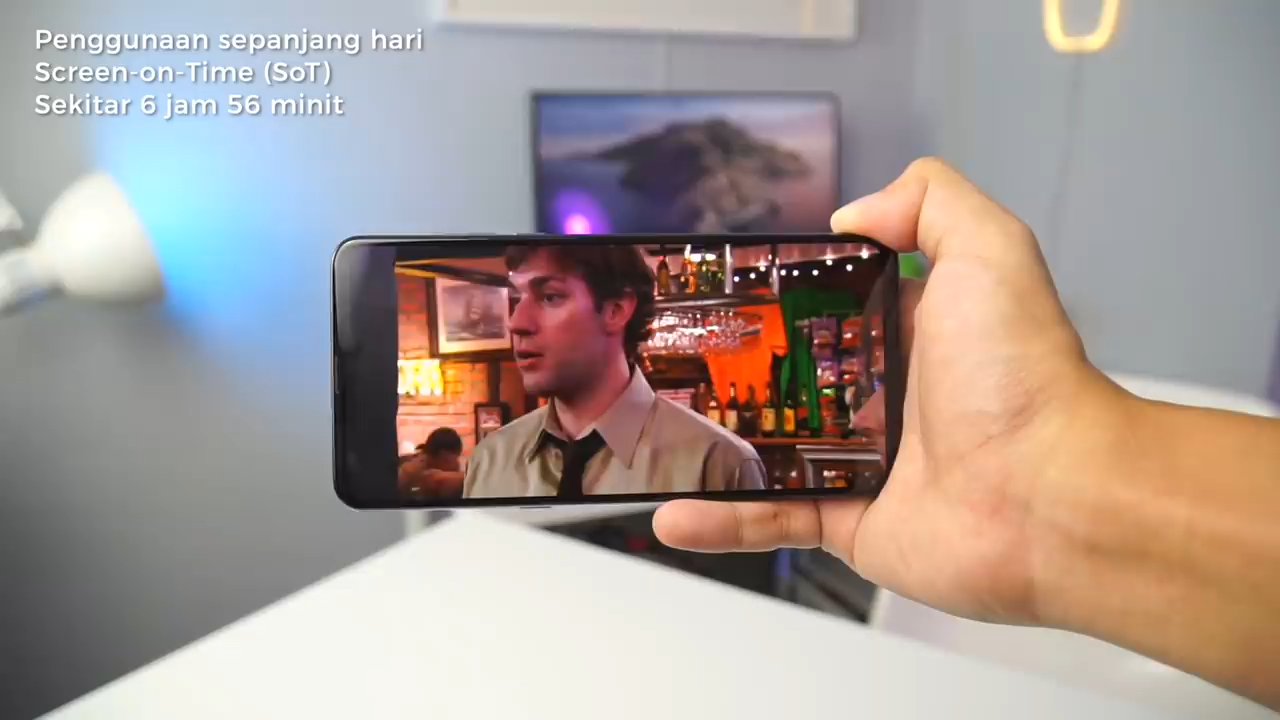 Penggunaan sepanjang hari
Screen-on-Time (SoT)
Sekitar 6 jam 56 minit